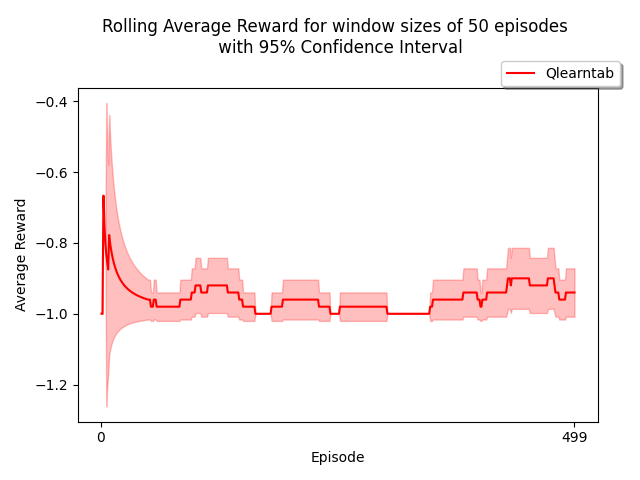 Rolling Average Reward for window sizes of 50 episodes
with 95% Confidence Interval
Qlearntab
−0.4
−0.6
−0.8
−1.0
−1.2
Average Reward
0
499
Episode